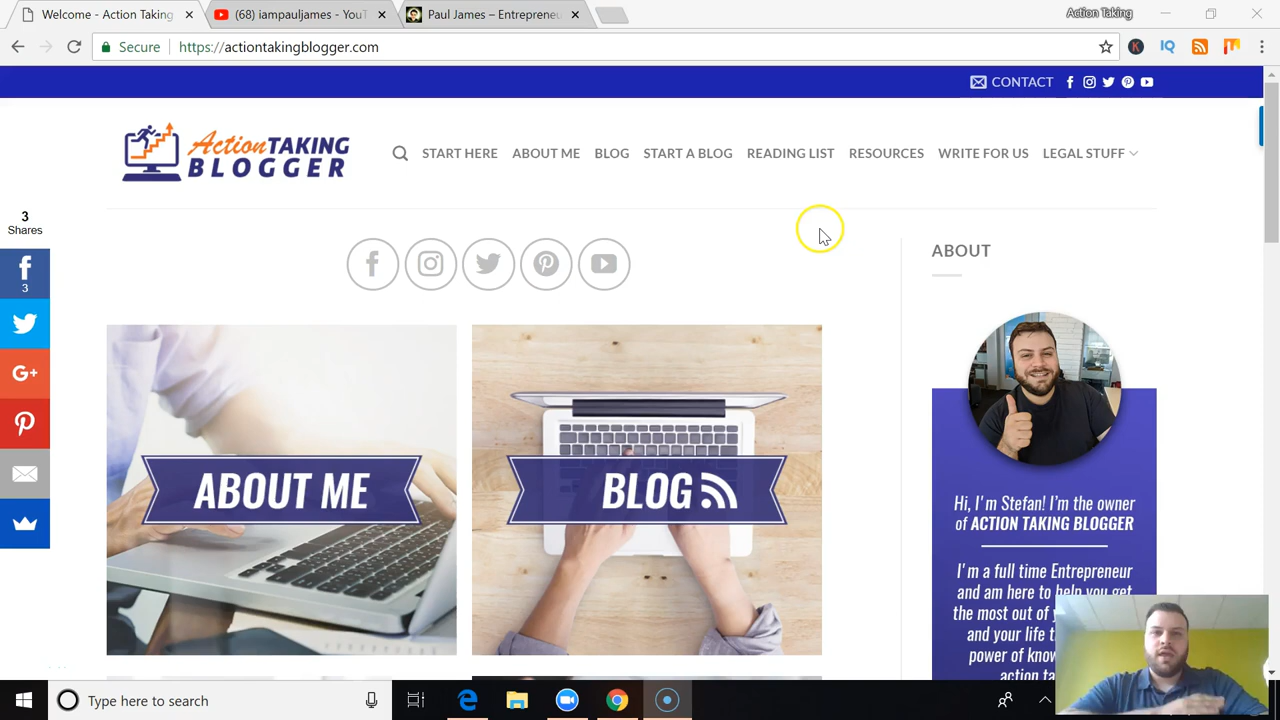 Welcome - Action Taking
(68) iampauljames - YouT
Paul James – Entrepreneu
Action Taking
Secure
https://actiontakingblogger.com
CONTACT
Action TAKING
BLOGGER
START HERE
ABOUT ME
BLOG
START A BLOG
READING LIST
RESOURCES
WRITE FOR US
LEGAL STUFF
3
Shares
3
G+
ABOUT
ABOUT ME
BLOG
Hi, I'm Stefan! I'm the owner
of ACTION TAKING BLOGGER
I'm a full time Entrepreneur
and am here to help you get
the most out of
and your life
power of
action
Type here to search